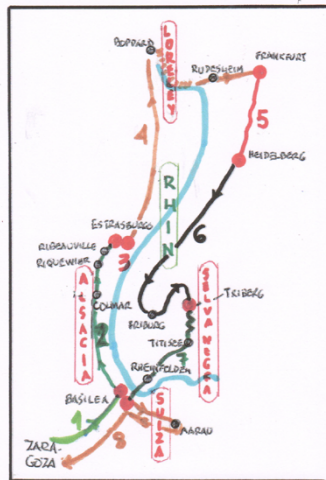 BOPPARD
LORELEY
RUDESHEIM
FRANKFURT
4
5
HEIDELBERG
RHIN
6
ESTRASBURGO
3
RIBEAUVILLE
RIQUEWIHR
ALSACIA
COLMAR
2
FRIBURG
TRIBERG
SELVA NEGRA
TITISEE
7
RHEINFELDEN
BASILEA
1
8
SUIZA
AARAU
ZARA-
GOZA